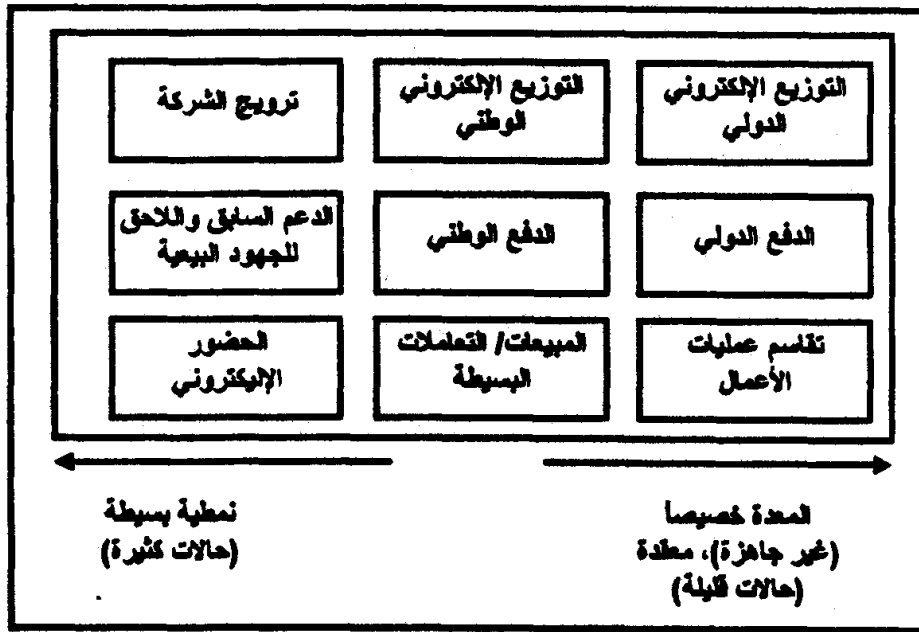 التوزيع الإلكتروني
الدولي
التوزيع الإلكتروني
الوطني
ترويج الشركة
الدفع الدولي
الدفع الوطني
الدعم السابق واللاحق
للجهود البيعية
تقاسم عمليات
الأعمال
المبيعات/ التعاملات
البسيطة
الحضور
الإليكتروني
المعدة خصيصاً
(غير جاهزة)، معقدة
(حالات قليلة)
نمطية بسيطة
(حالات كثيرة)